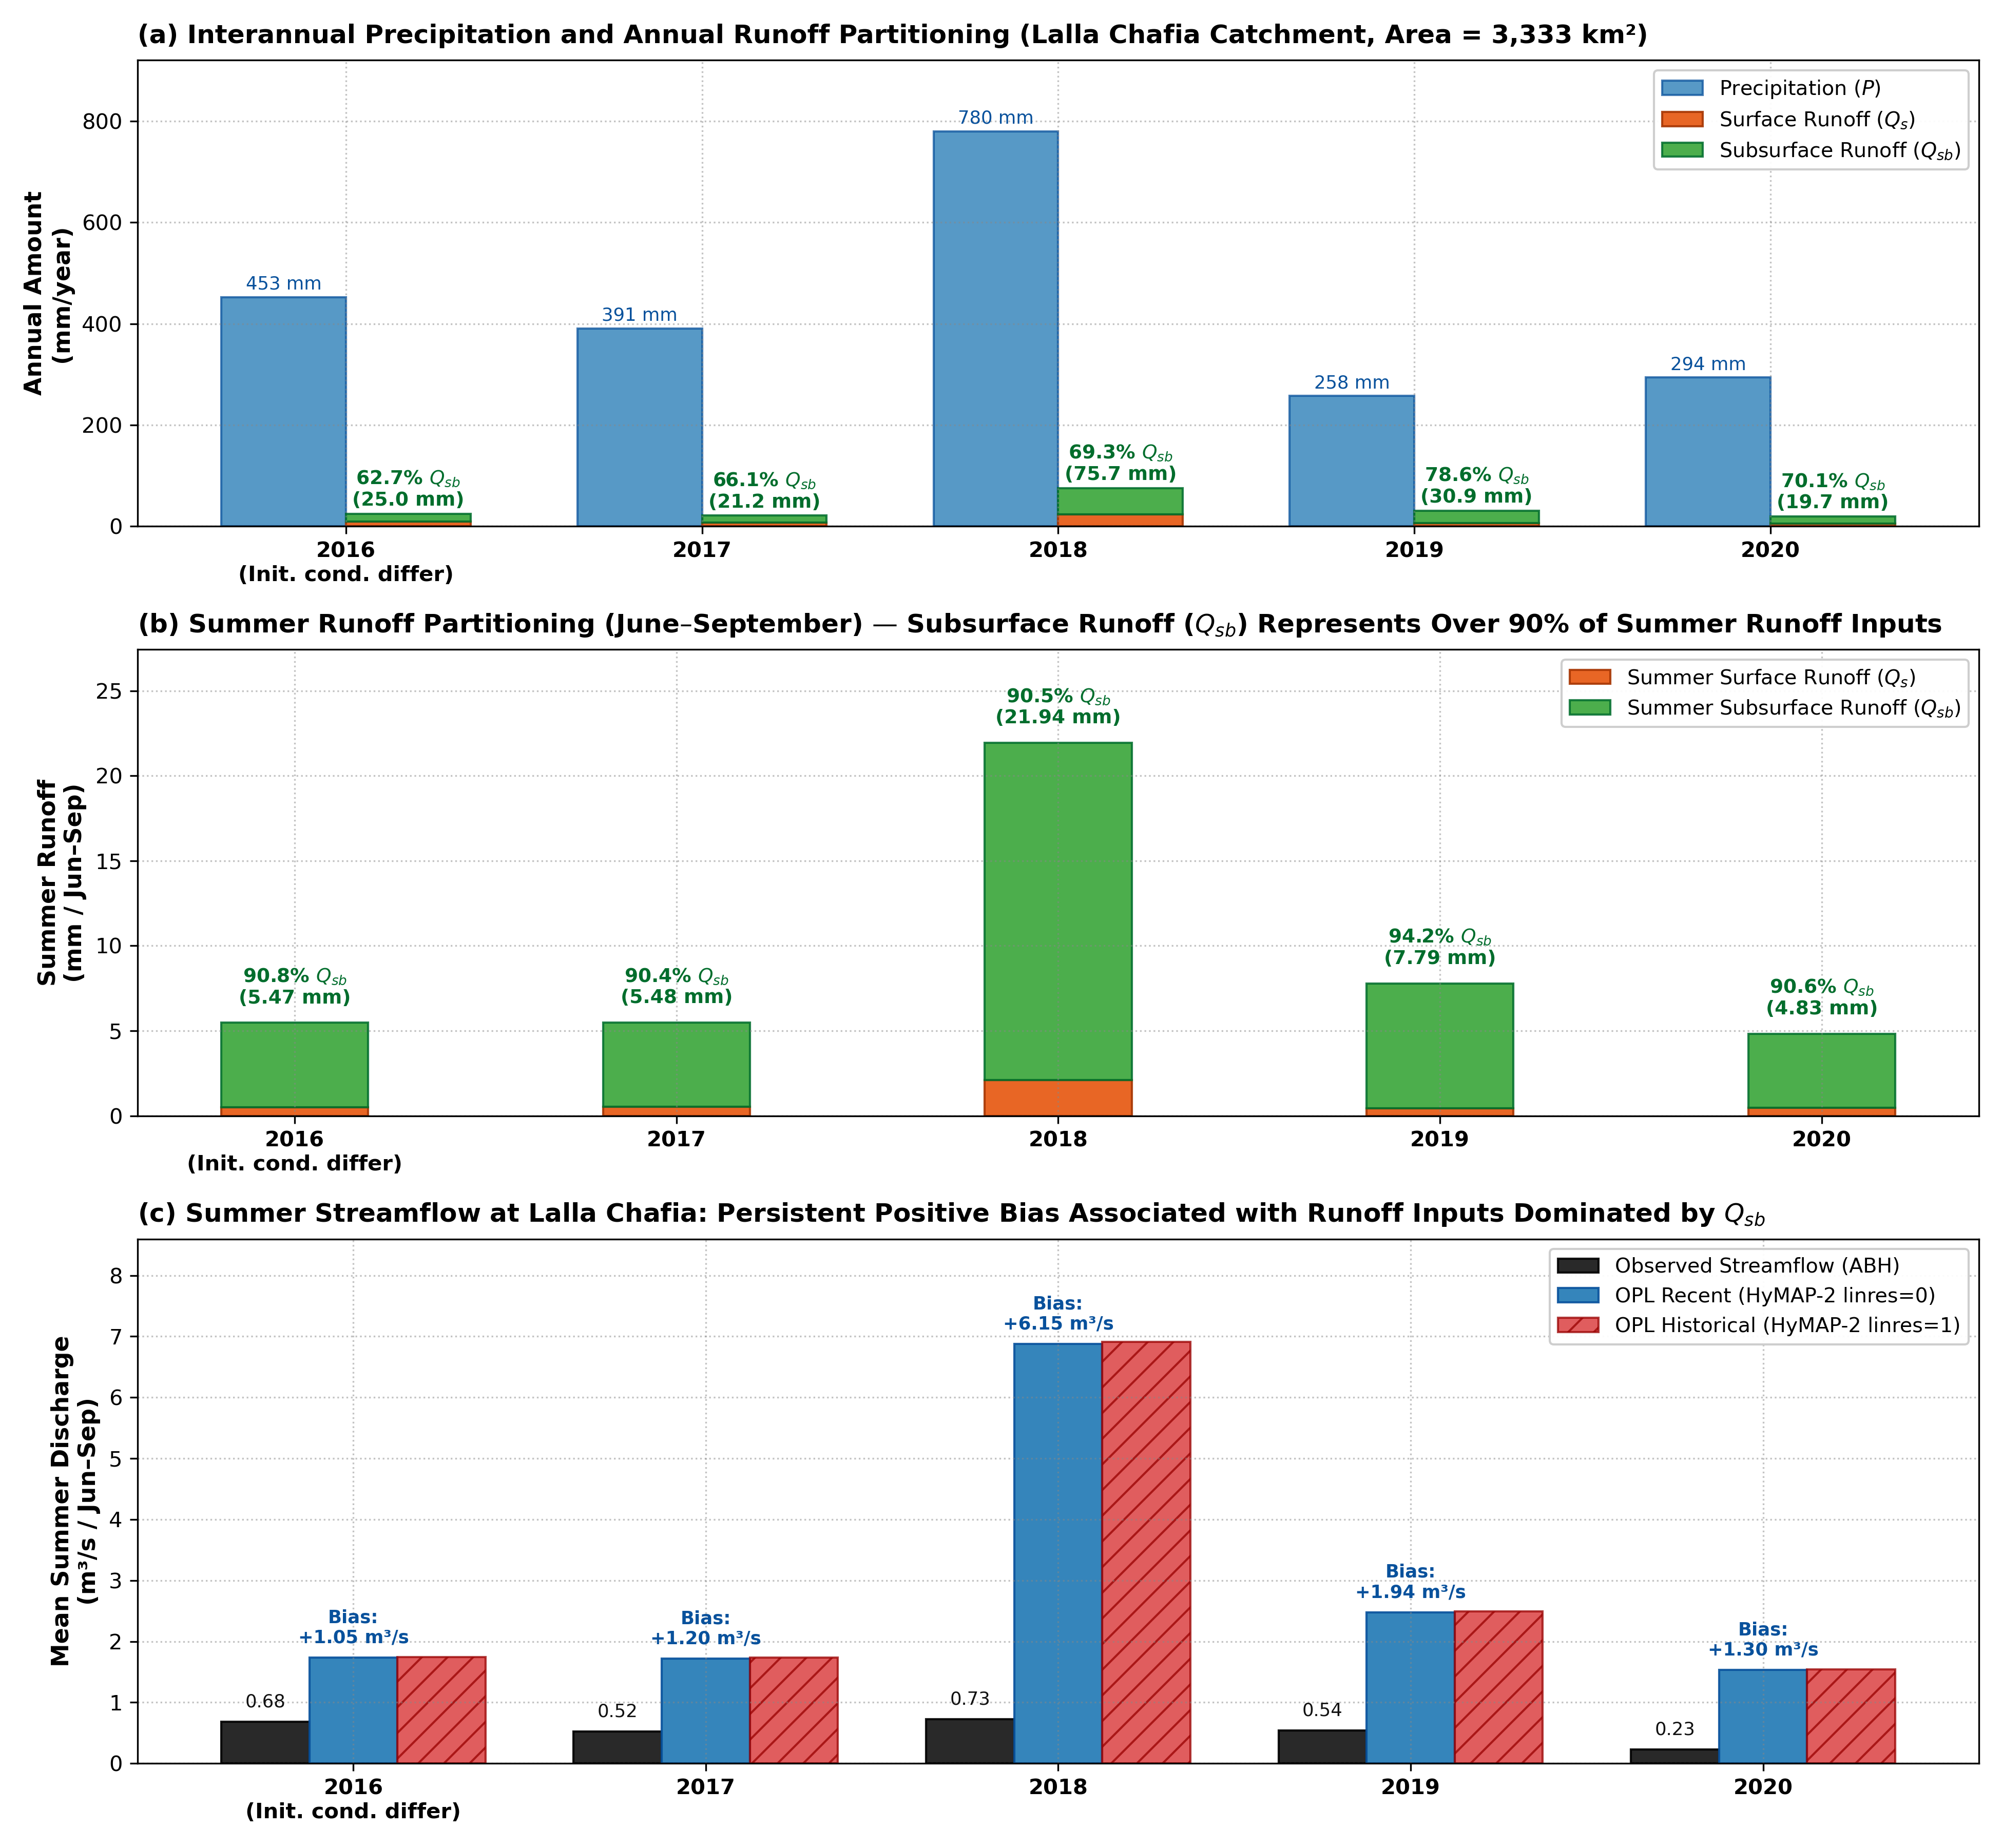 (a) Interannual Precipitation and Annual Runoff Partitioning (Lalla Chafia Catchment, Area = 3,333 km²)
Annual Amount
(mm/year)
0
200
400
600
800
Precipitation (P)
Surface Runoff (Qs)
Subsurface Runoff (Qsb)
453 mm
62.7% Qsb
(25.0 mm)
391 mm
66.1% Qsb
(21.2 mm)
780 mm
69.3% Qsb
(75.7 mm)
258 mm
78.6% Qsb
(30.9 mm)
294 mm
70.1% Qsb
(19.7 mm)
2016
(Init. cond. differ)
2017
2018
2019
2020
(b) Summer Runoff Partitioning (June–September) — Subsurface Runoff (Qsb) Represents Over 90% of Summer Runoff Inputs
Summer Runoff
(mm / Jun–Sep)
0
5
10
15
20
25
Summer Surface Runoff (Qs)
Summer Subsurface Runoff (Qsb)
90.8% Qsb
(5.47 mm)
90.4% Qsb
(5.48 mm)
90.5% Qsb
(21.94 mm)
94.2% Qsb
(7.79 mm)
90.6% Qsb
(4.83 mm)
2016
(Init. cond. differ)
2017
2018
2019
2020
(c) Summer Streamflow at Lalla Chafia: Persistent Positive Bias Associated with Runoff Inputs Dominated by Qsb
Mean Summer Discharge
(m³/s / Jun–Sep)
0
1
2
3
4
5
6
7
8
Observed Streamflow (ABH)
OPL Recent (HyMAP-2 linres=0)
OPL Historical (HyMAP-2 linres=1)
0.68
Bias:
+1.05 m³/s
0.52
Bias:
+1.20 m³/s
0.73
Bias:
+6.15 m³/s
0.54
Bias:
+1.94 m³/s
0.23
Bias:
+1.30 m³/s
2016
(Init. cond. differ)
2017
2018
2019
2020